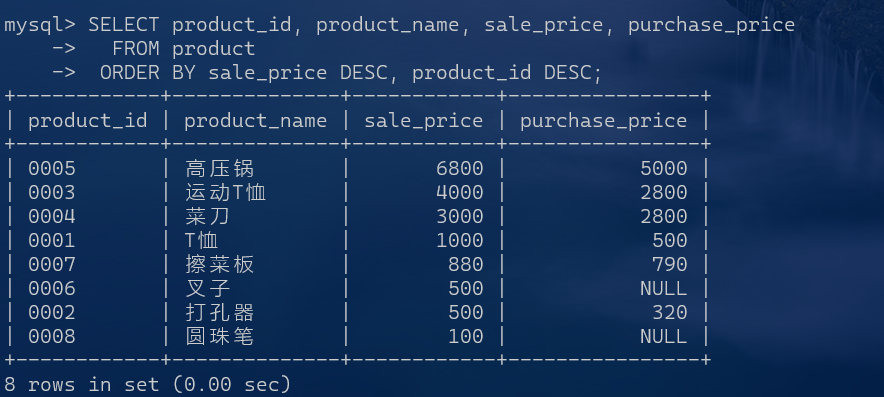 mysql> SELECT product_id, product_name, sale_price, purchase_price
    ->   FROM product
    ->  ORDER BY sale_price DESC, product_id DESC;
+------------+--------------+------------+----------------+
| product_id | product_name | sale_price | purchase_price |
+------------+--------------+------------+----------------+
| 0005       | 高压锅       |       6800 |           5000 |
| 0003       | 运动T恤      |       4000 |           2800 |
| 0004       | 菜刀         |       3000 |           2800 |
| 0001       | T恤          |       1000 |            500 |
| 0007       | 擦菜板       |        880 |            790 |
| 0006       | 叉子         |        500 |           NULL |
| 0002       | 打孔器       |        500 |            320 |
| 0008       | 圆珠笔       |        100 |           NULL |
+------------+--------------+------------+----------------+
8 rows in set (0.00 sec)